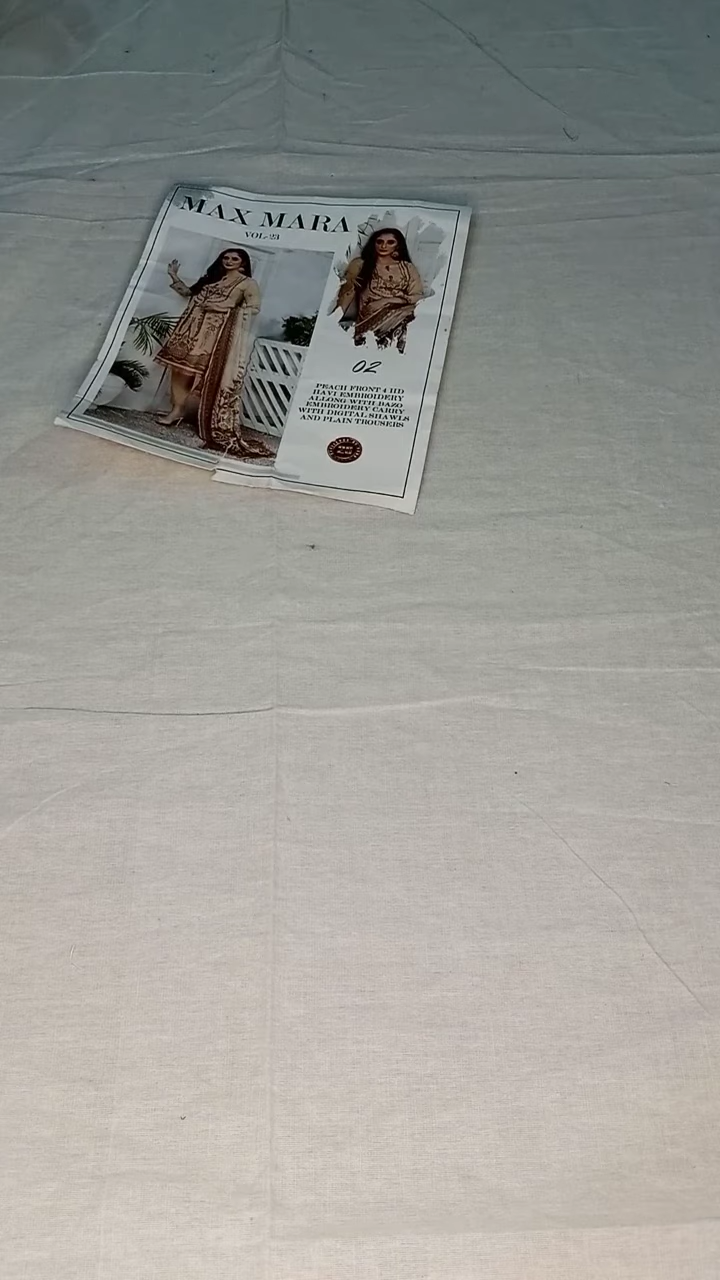 MAX MARA
VOL-23
02
PEACH FRONT 4 HD
HAVI EMBROIDERY
ALLONG WITH BAZO
EMBROIDERY CARRY
WITH DIGITAL SHAWLS
AND PLAIN TROUSERS